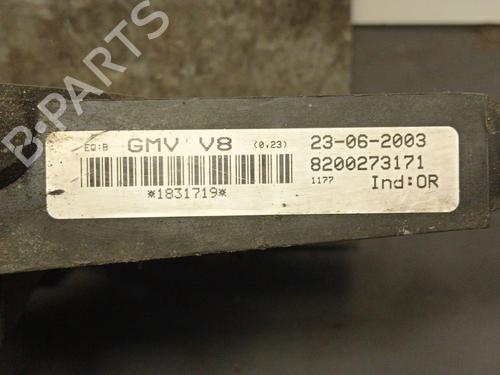 B-PARTS
EQ:B GMV V8 (0,23) 23-06-2003
8200273171
*1831719* 1177 Ind:OR